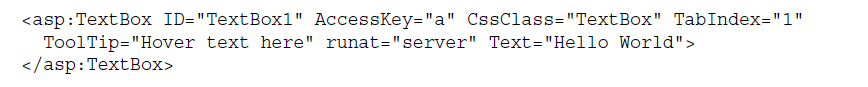 <asp:TextBox ID="TextBox1" AccessKey="a" CssClass="TextBox" TabIndex="1"
ToolTip="Hover text here" runat="server" Text="Hello World">
</asp:TextBox>